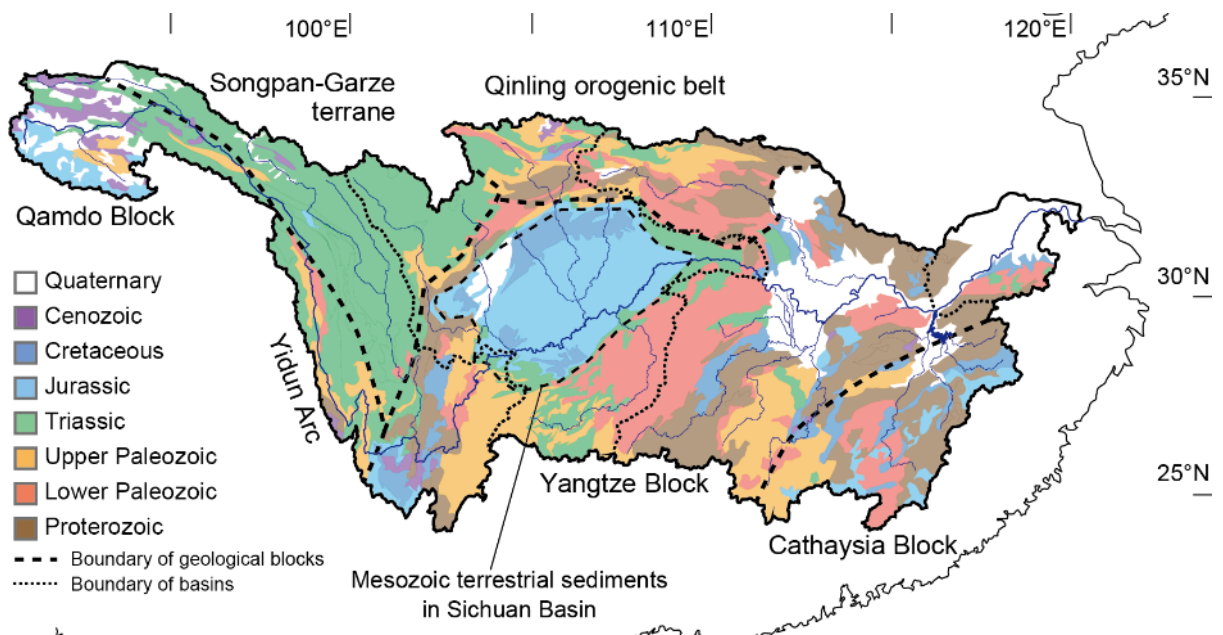 100°E
110°E
120°E
35°N
30°N
25°N
Songpan-Garze
terrane
Qinling orogenic belt
Qamdo Block
Quaternary
Cenozoic
Cretaceous
Jurassic
Triassic
Upper Paleozoic
Lower Paleozoic
Proterozoic
Boundary of geological blocks
Boundary of basins
Yidun Arc
Yangtze Block
Cathaysia Block
Mesozoic terrestrial sediments
in Sichuan Basin